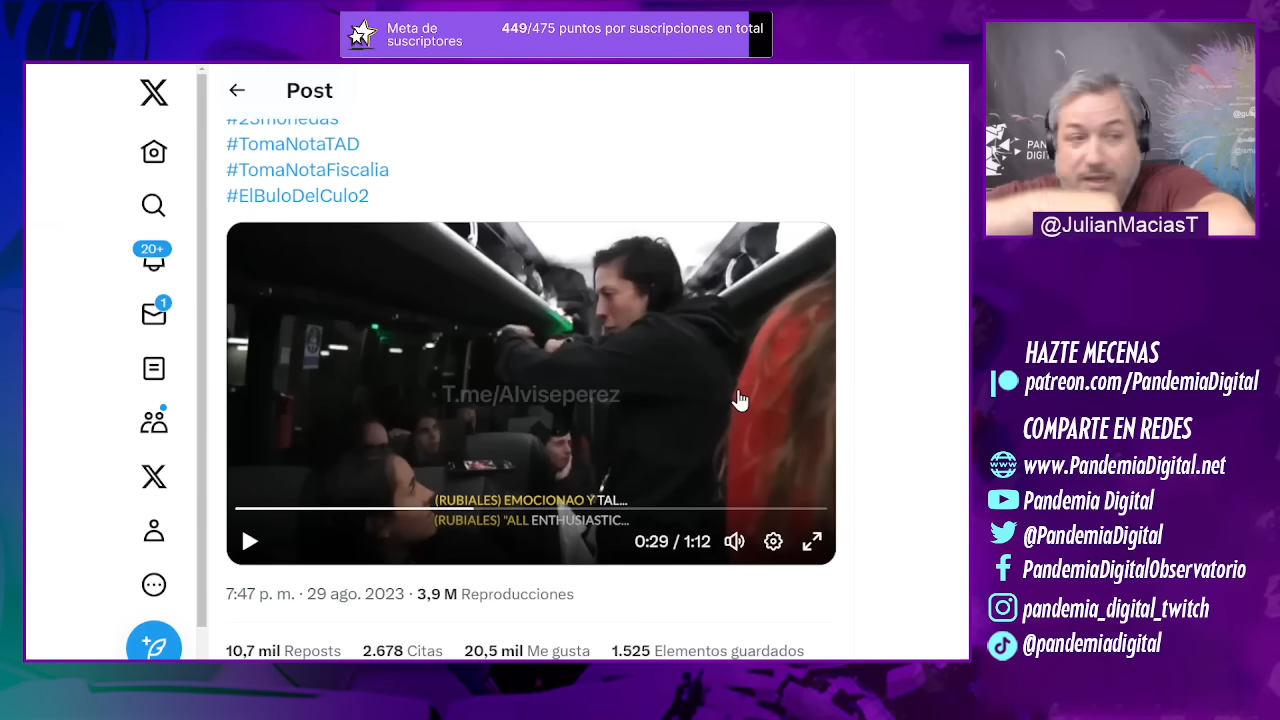 Meta de
suscriptores
449/475 puntos por suscripciones en total
Post
#23monedas
#TomaNotaTAD
#TomaNotaFiscalia
#ElBuloDelCulo2
20+
1
T.me/Alviseperez
(RUBIALES) EMOCIONAO Y TAL...
(RUBIALES) "ALL ENTHUSIASTIC...
0:29 / 1:12
7:47 p. m. · 29 ago. 2023 · 3,9 M Reproducciones
10,7 mil Reposts 2.678 Citas 20,5 mil Me gusta 1.525 Elementos guardados
@JulianMaciasT
HAZTE MECENAS
patreon.com/PandemiaDigital
COMPARTE EN REDES
www.PandemiaDigital.net
Pandemia Digital
@PandemiaDigital
PandemiaDigitalObservatorio
pandemia_digital_twitch
@pandemiadigital